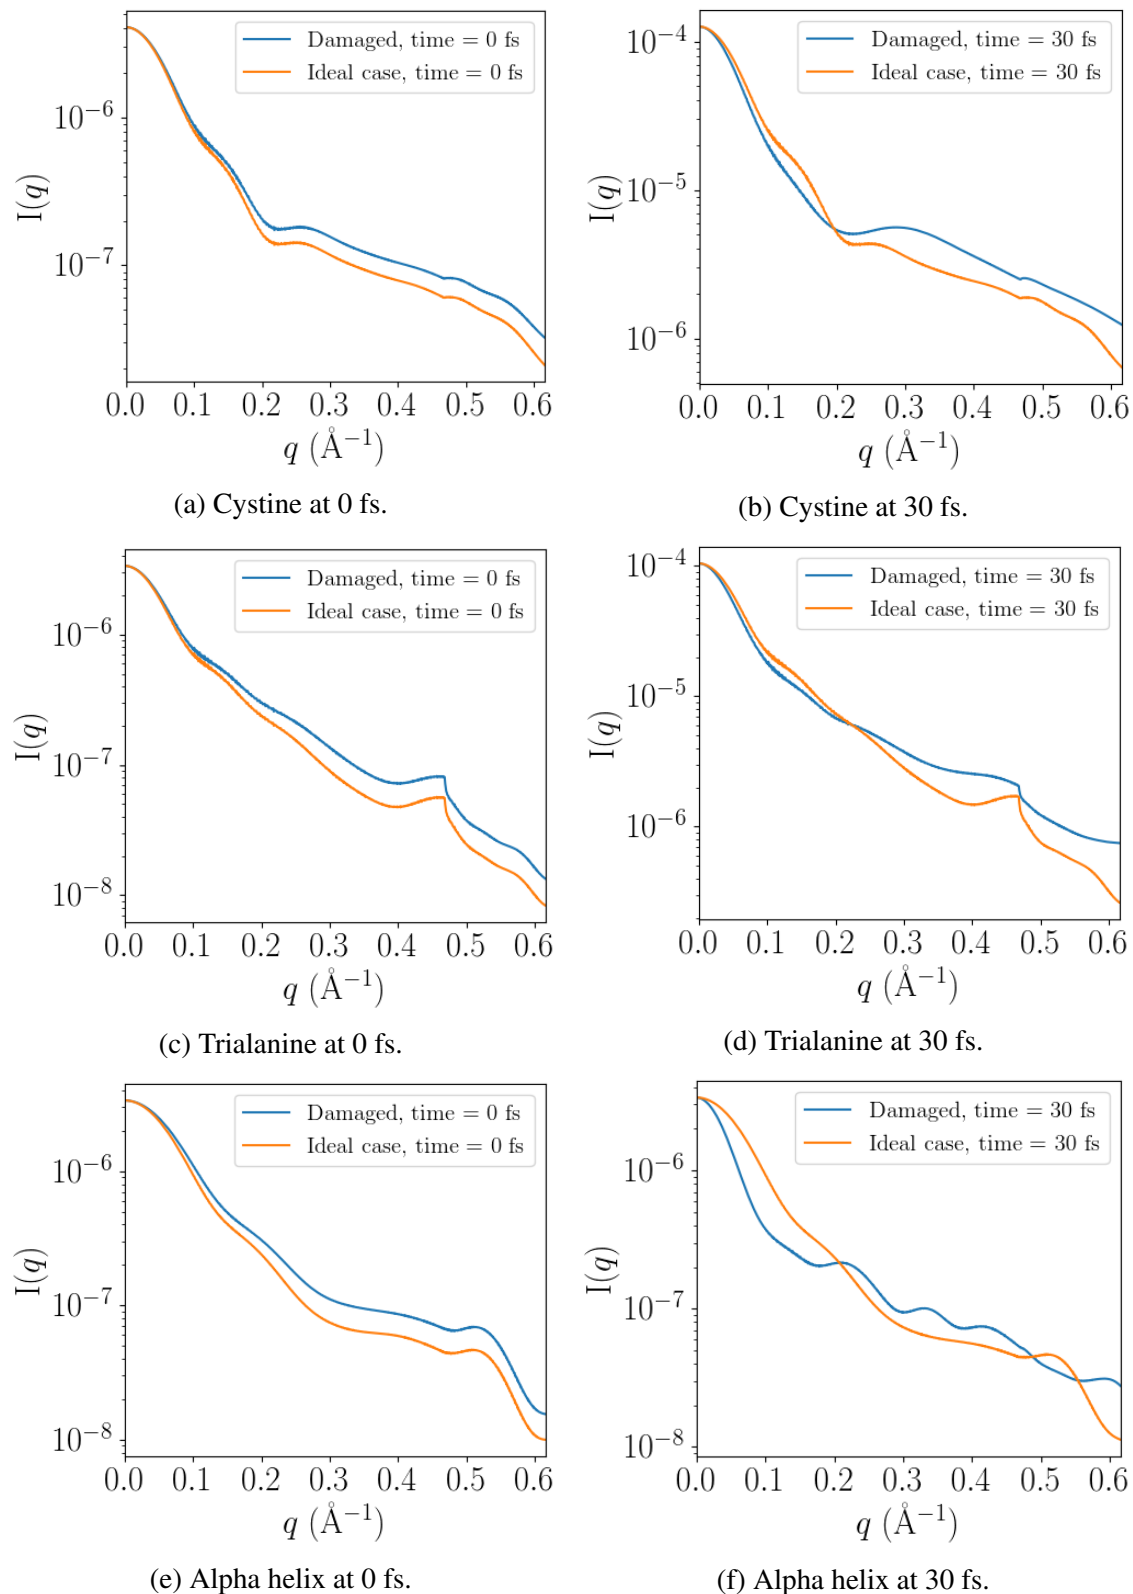 Damaged, time = 0 fs
Ideal case, time = 0 fs
10⁻⁶
10⁻⁷
I(q)
0.0 0.1 0.2 0.3 0.4 0.5 0.6
q (Å⁻¹)
(a) Cystine at 0 fs.
Damaged, time = 30 fs
Ideal case, time = 30 fs
10⁻⁴
10⁻⁵
10⁻⁶
I(q)
0.0 0.1 0.2 0.3 0.4 0.5 0.6
q (Å⁻¹)
(b) Cystine at 30 fs.
Damaged, time = 0 fs
Ideal case, time = 0 fs
10⁻⁶
10⁻⁷
10⁻⁸
I(q)
0.0 0.1 0.2 0.3 0.4 0.5 0.6
q (Å⁻¹)
(c) Trialanine at 0 fs.
Damaged, time = 30 fs
Ideal case, time = 30 fs
10⁻⁴
10⁻⁵
10⁻⁶
I(q)
0.0 0.1 0.2 0.3 0.4 0.5 0.6
q (Å⁻¹)
(d) Trialanine at 30 fs.
Damaged, time = 0 fs
Ideal case, time = 0 fs
10⁻⁶
10⁻⁷
10⁻⁸
I(q)
0.0 0.1 0.2 0.3 0.4 0.5 0.6
q (Å⁻¹)
(e) Alpha helix at 0 fs.
Damaged, time = 30 fs
Ideal case, time = 30 fs
10⁻⁶
10⁻⁷
10⁻⁸
I(q)
0.0 0.1 0.2 0.3 0.4 0.5 0.6
q (Å⁻¹)
(f) Alpha helix at 30 fs.